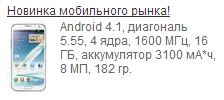 Новинка мобильного рынка!
Android 4.1, диагональ
5.55, 4 ядра, 1600 МГц, 16
ГБ, аккумулятор 3100 мА*ч,
8 МП, 182 гр.